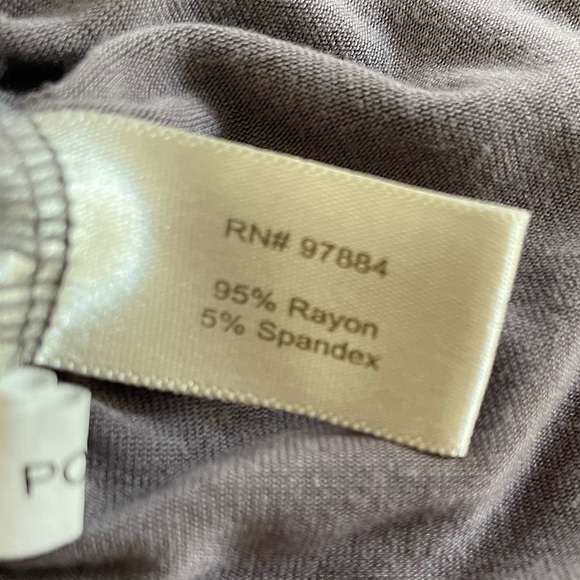 RN# 97884
95% Rayon
5% Spandex
PO